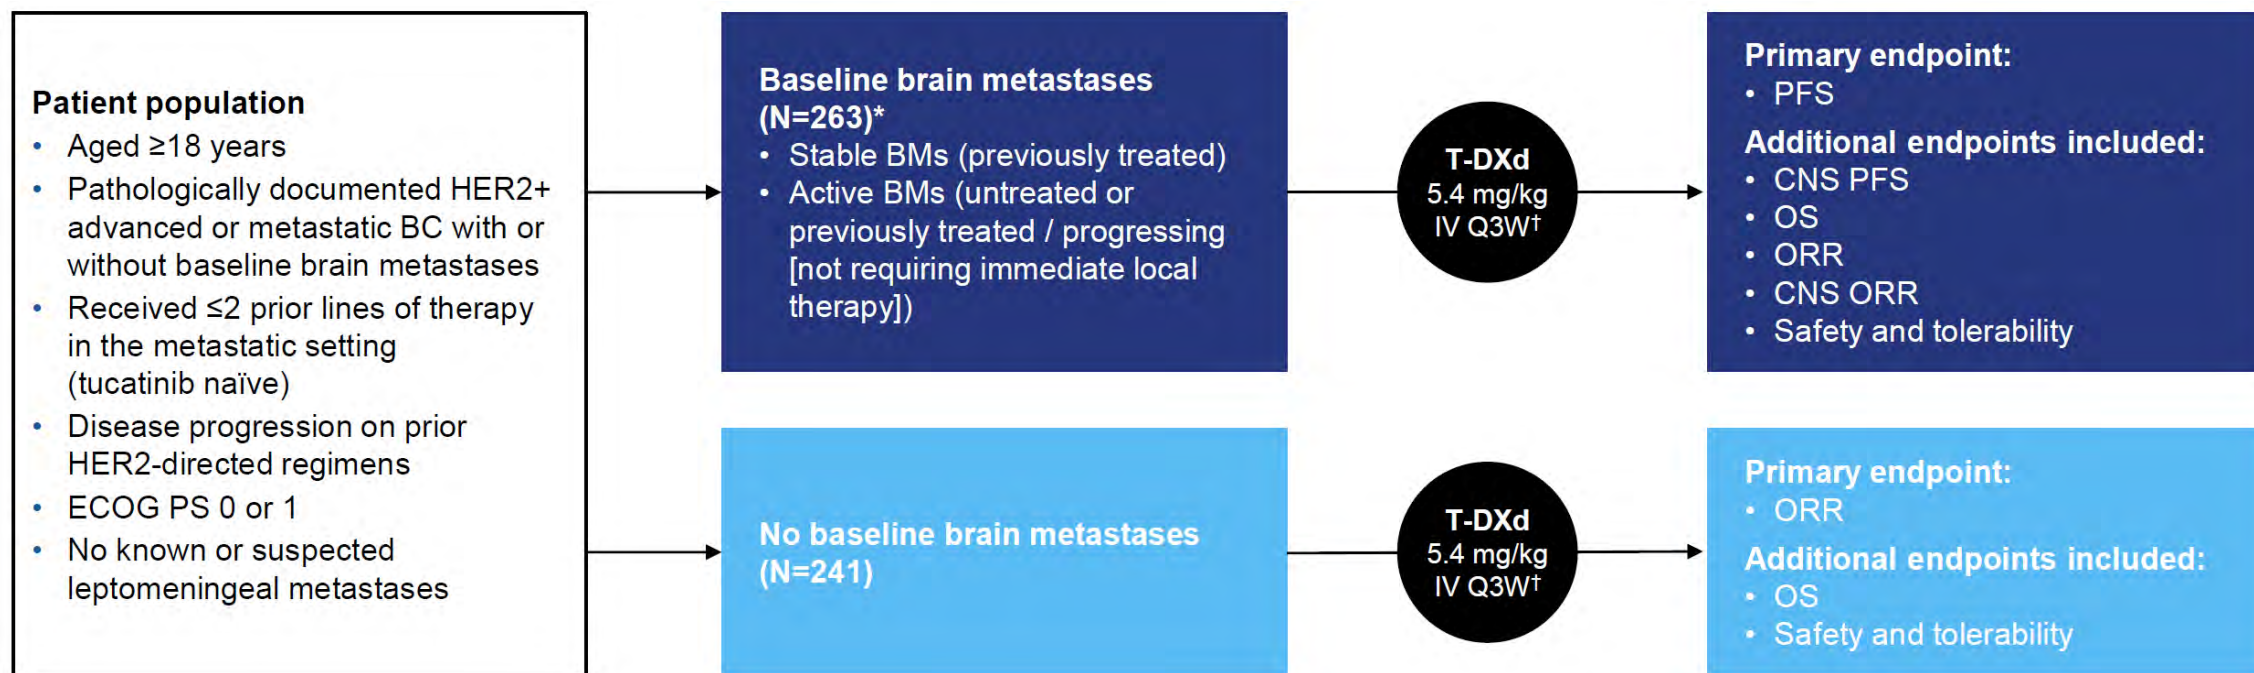 Patient population
• Aged ≥18 years
• Pathologically documented HER2+
advanced or metastatic BC with or
without baseline brain metastases
• Received ≤2 prior lines of therapy
in the metastatic setting
(tucatinib naïve)
• Disease progression on prior
HER2-directed regimens
• ECOG PS 0 or 1
• No known or suspected
leptomeningeal metastases
Baseline brain metastases
(N=263)*
• Stable BMs (previously treated)
• Active BMs (untreated or
previously treated / progressing
[not requiring immediate local
therapy])
T-DXd
5.4 mg/kg
IV Q3W†
Primary endpoint:
• PFS
Additional endpoints included:
• CNS PFS
• OS
• ORR
• CNS ORR
• Safety and tolerability
No baseline brain metastases
(N=241)
T-DXd
5.4 mg/kg
IV Q3W†
Primary endpoint:
• ORR
Additional endpoints included:
• OS
• Safety and tolerability